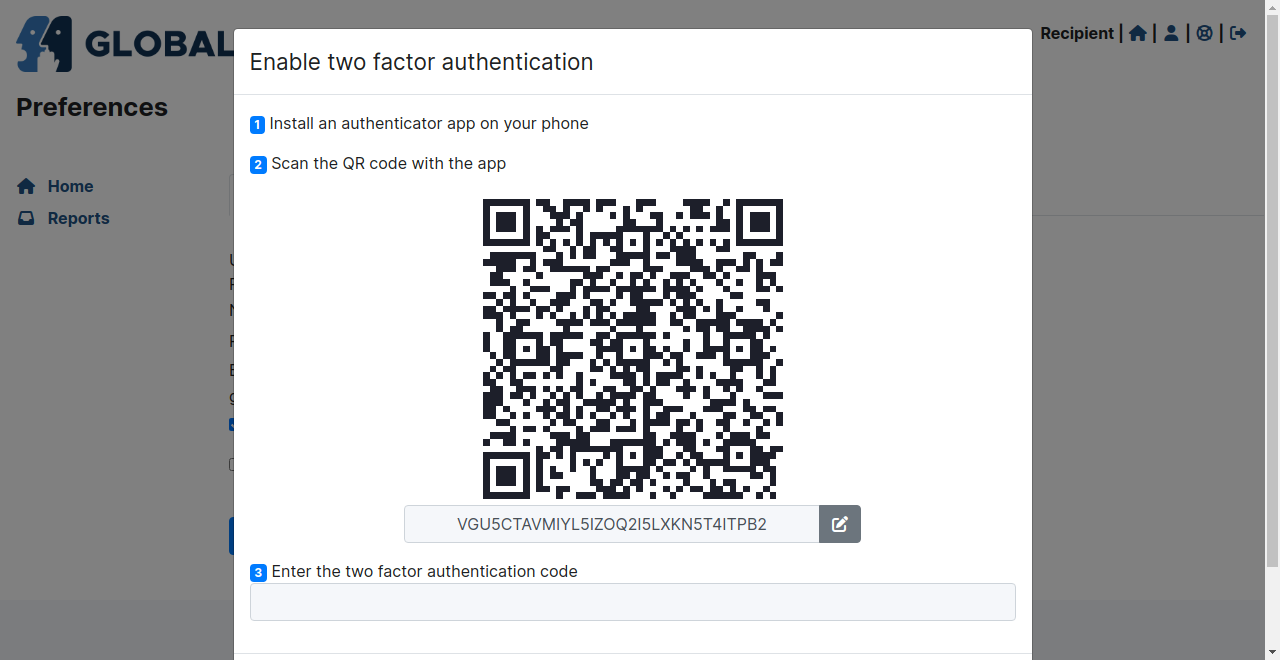 GLOBAL
Recipient | | | |
Preferences
Home
Reports
Enable two factor authentication
1 Install an authenticator app on your phone
2 Scan the QR code with the app
VGU5CTAVMIYL5IZOQ2I5LXKN5T4ITPB2
3 Enter the two factor authentication code